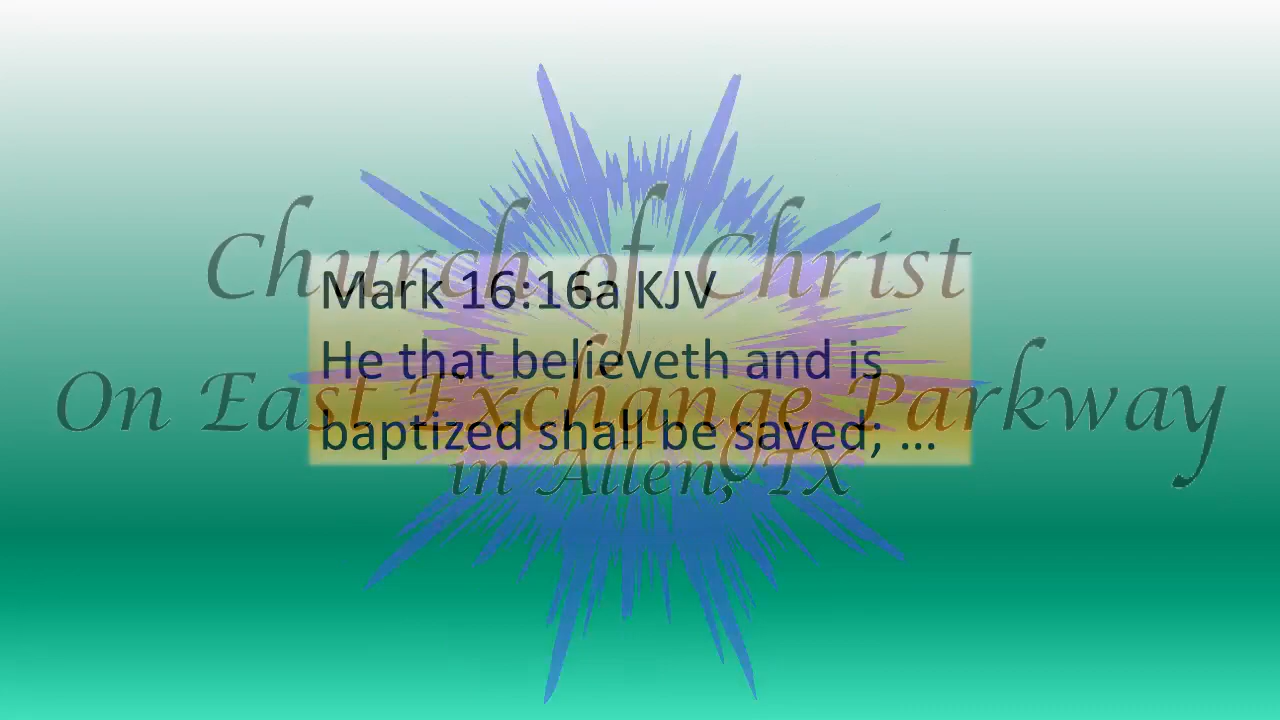 Church of Christ
Mark 16:16a KJV
He that believeth and is
On East Exchange Parkway
baptized shall be saved; ...
in Allen, TX